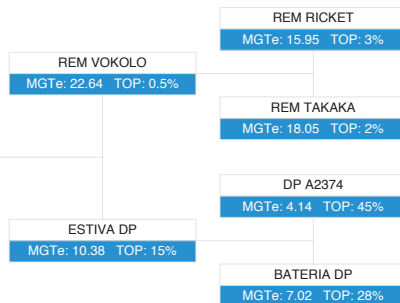 REM RICKET
MGTe: 15.95 TOP: 3%
REM VOKOLO
MGTe: 22.64 TOP: 0.5%
REM TAKAKA
MGTe: 18.05 TOP: 2%
DP A2374
MGTe: 4.14 TOP: 45%
ESTIVA DP
MGTe: 10.38 TOP: 15%
BATERIA DP
MGTe: 7.02 TOP: 28%